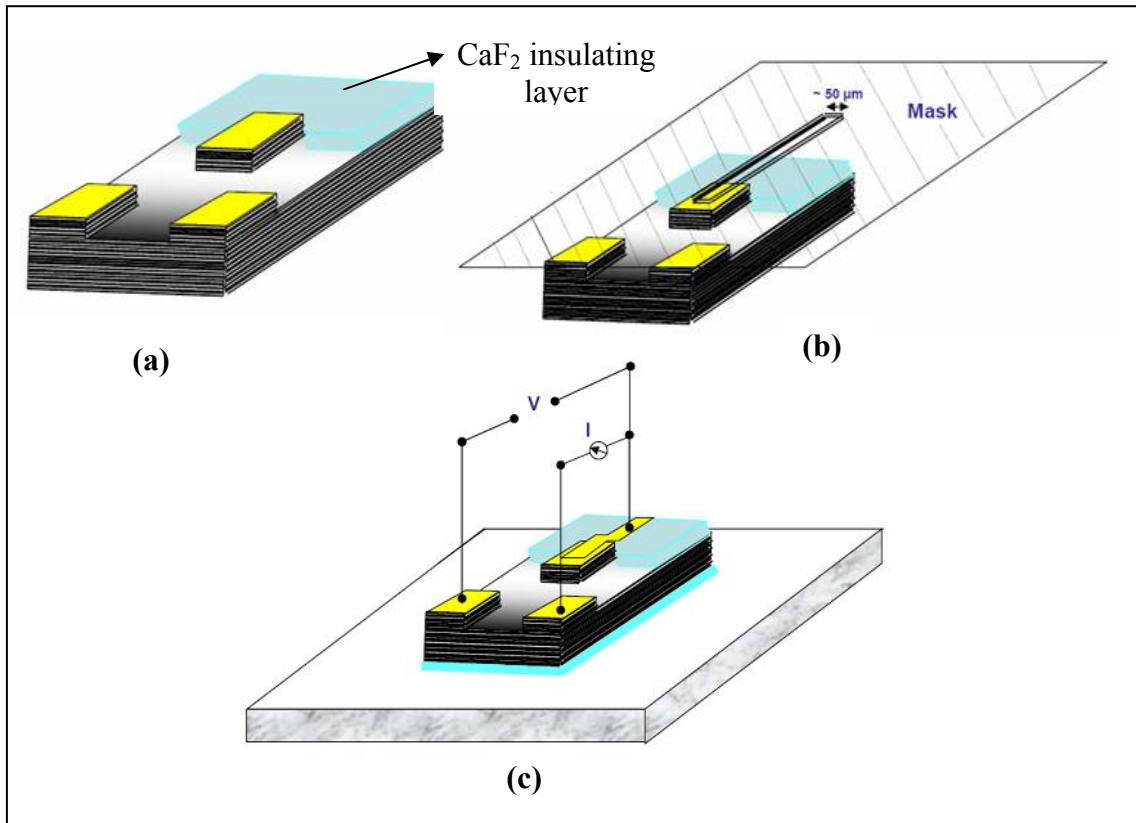 CaF₂ insulating
layer
~ 50 µm
Mask
(a)
(b)
V
I
(c)